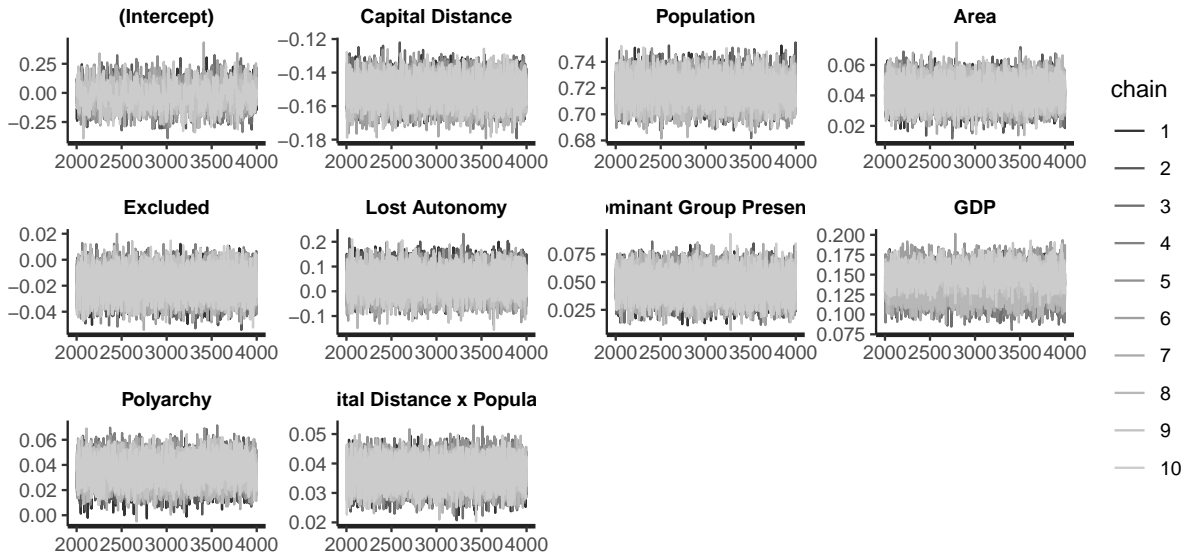 (Intercept) Capital Distance Population Area
0.25 0.00 −0.25
2000 2500 3000 3500 4000
−0.12 −0.14 −0.16 −0.18
2000 2500 3000 3500 4000
0.74 0.72 0.70 0.68
2000 2500 3000 3500 4000
0.06 0.04 0.02
2000 2500 3000 3500 4000
Excluded Lost Autonomy ominant Group Presen GDP
0.02 0.00 −0.02 −0.04
2000 2500 3000 3500 4000
0.2 0.1 0.0 −0.1
2000 2500 3000 3500 4000
0.075 0.050 0.025
2000 2500 3000 3500 4000
0.200 0.175 0.150 0.125 0.100 0.075
2000 2500 3000 3500 4000
Polyarchy ital Distance x Popula
0.06 0.04 0.02 0.00
2000 2500 3000 3500 4000
0.05 0.04 0.03 0.02
2000 2500 3000 3500 4000
chain
1
2
3
4
5
6
7
8
9
10